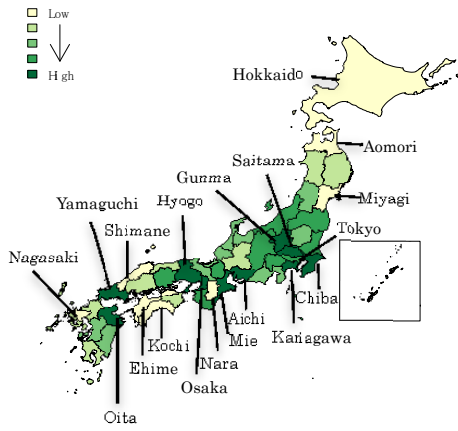 Low
H gh
Hokkaido
Aomori
Saitama
Gunma
Miyagi
Hyogo
Yamaguchi
Shimane
Tokyo
Nagasaki
Chiba
Aichi
Kanagawa
Mie
Kochi
Nara
Ehime
Osaka
Oita